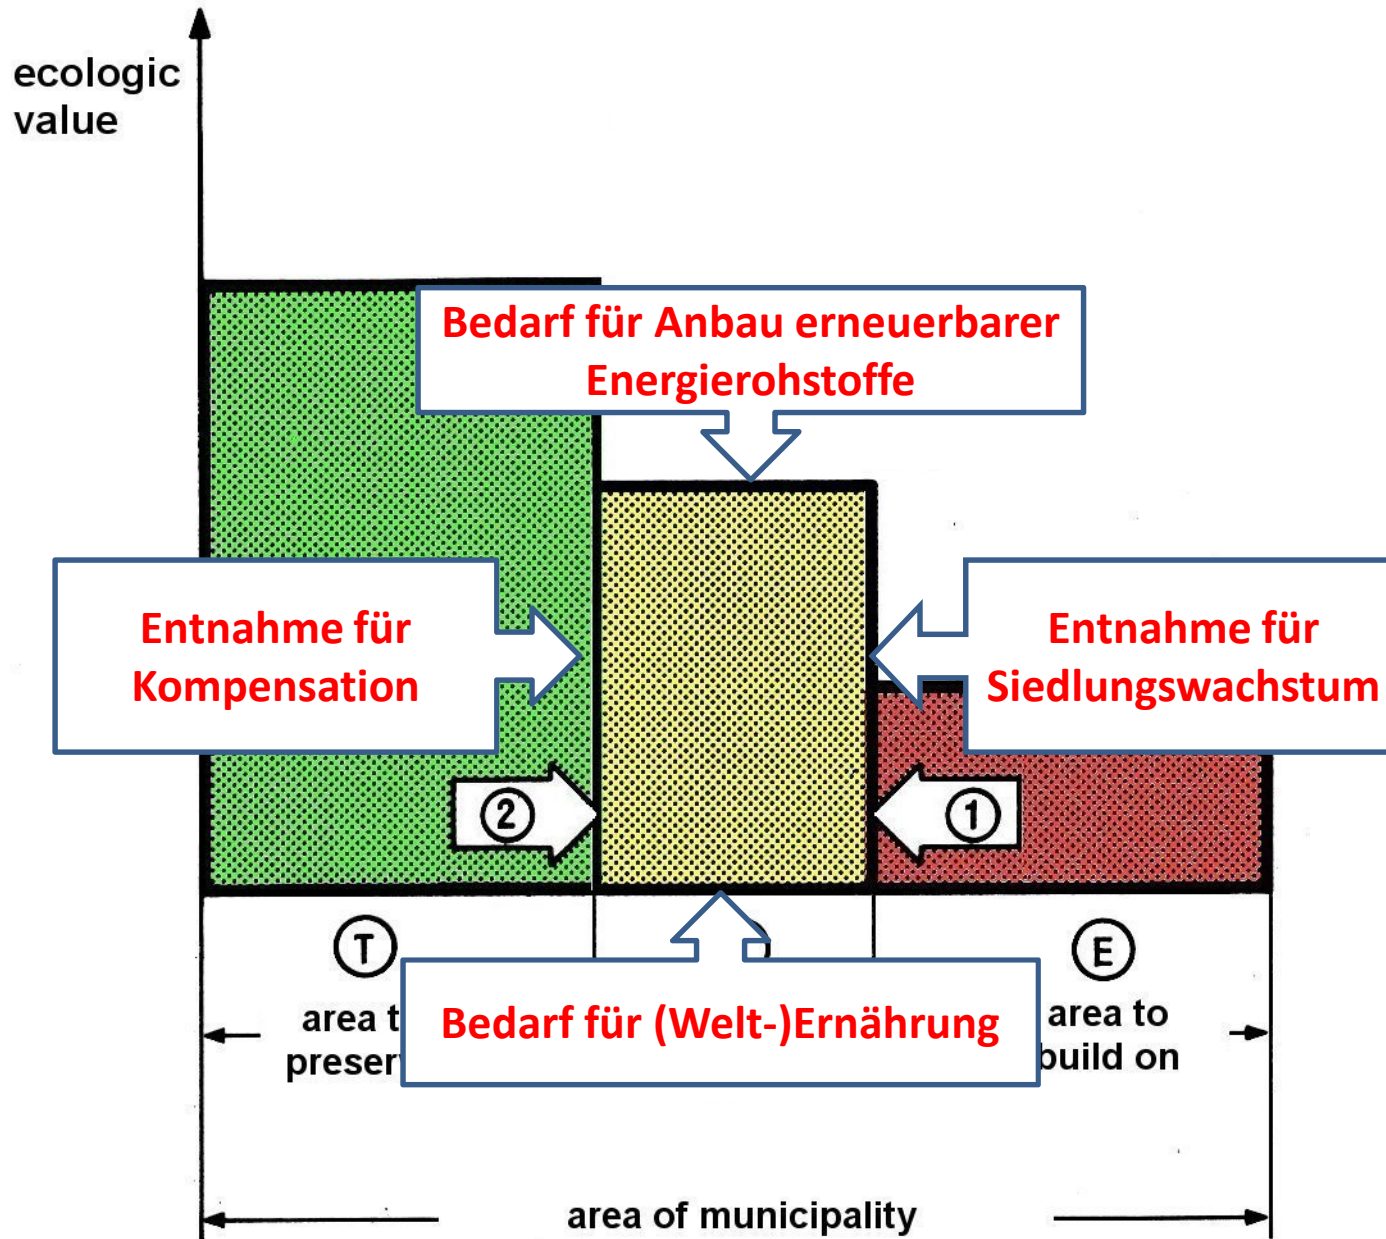 ecologic
value
Bedarf für Anbau erneuerbarer
Energierohstoffe
Entnahme für
Kompensation
Entnahme für
Siedlungswachstum
2
1
T
E
area
Bedarf für (Welt-)Ernährung
area to
build on
area of municipality